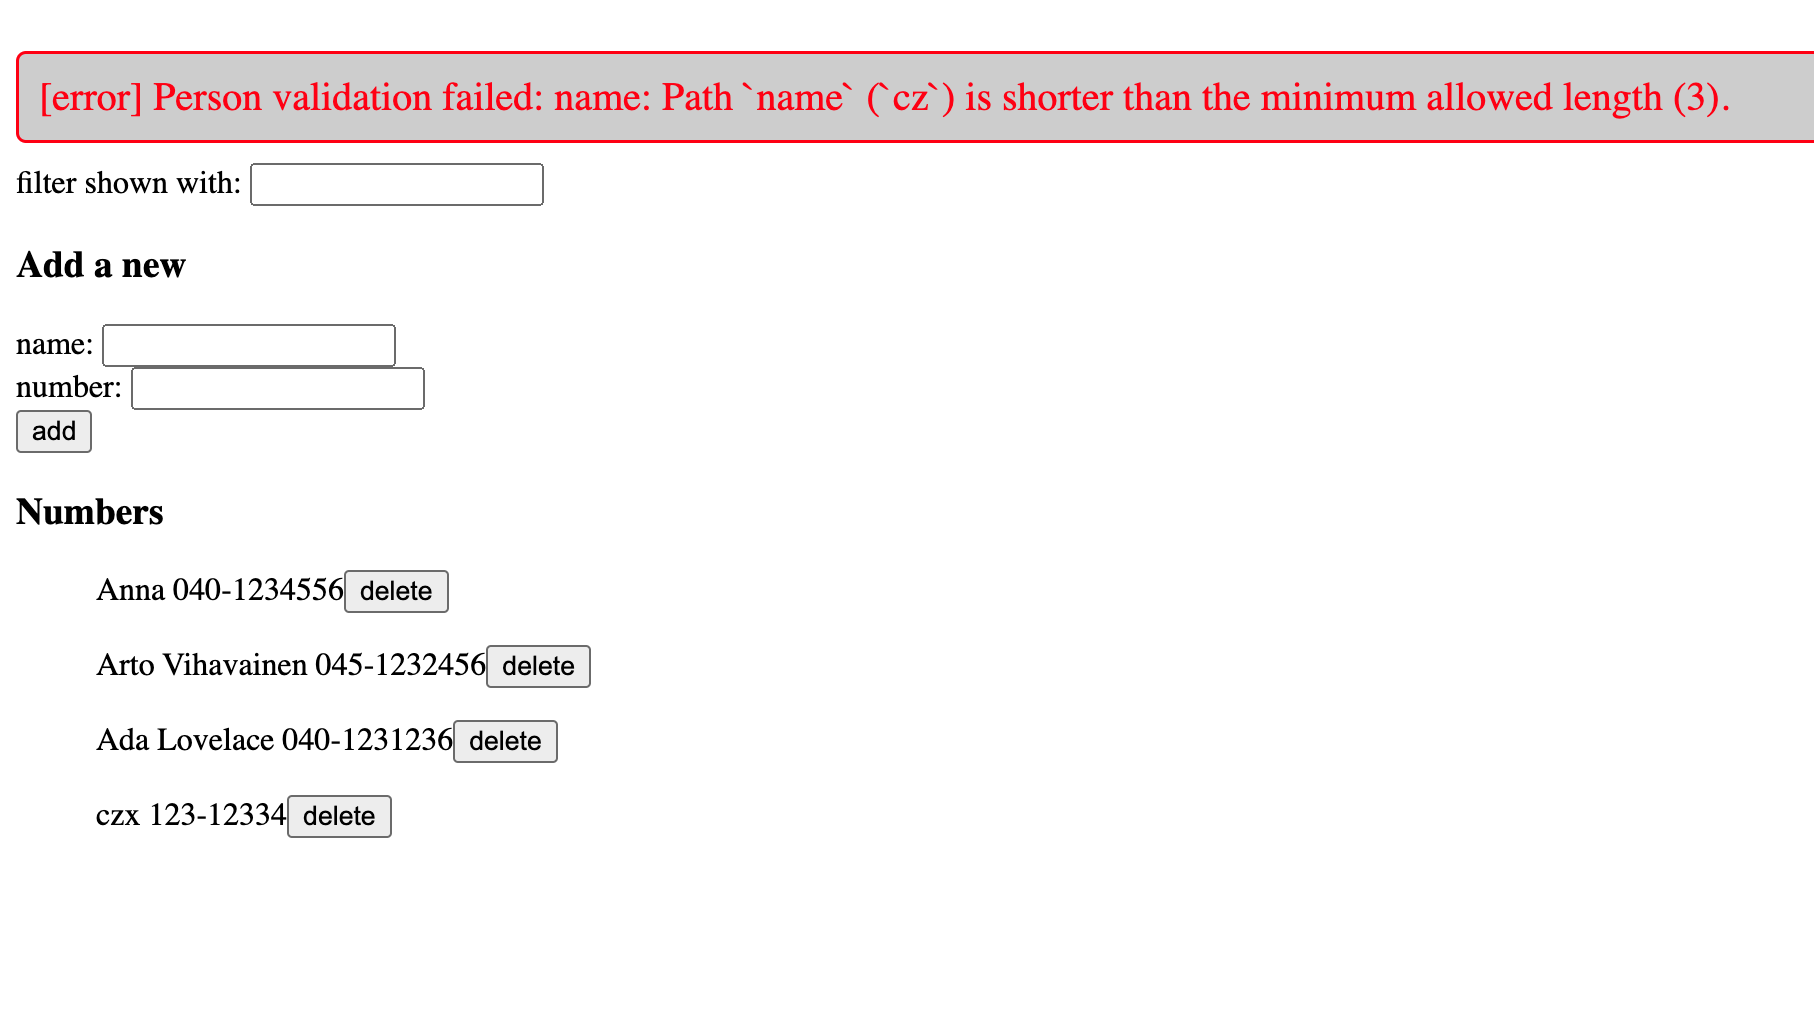 [error] Person validation failed: name: Path `name` (`cz`) is shorter than the minimum allowed length (3).
filter shown with:
Add a new
name:
number:
add
Numbers
Anna 040-1234556 delete
Arto Vihavainen 045-1232456 delete
Ada Lovelace 040-1231236 delete
czx 123-12334 delete